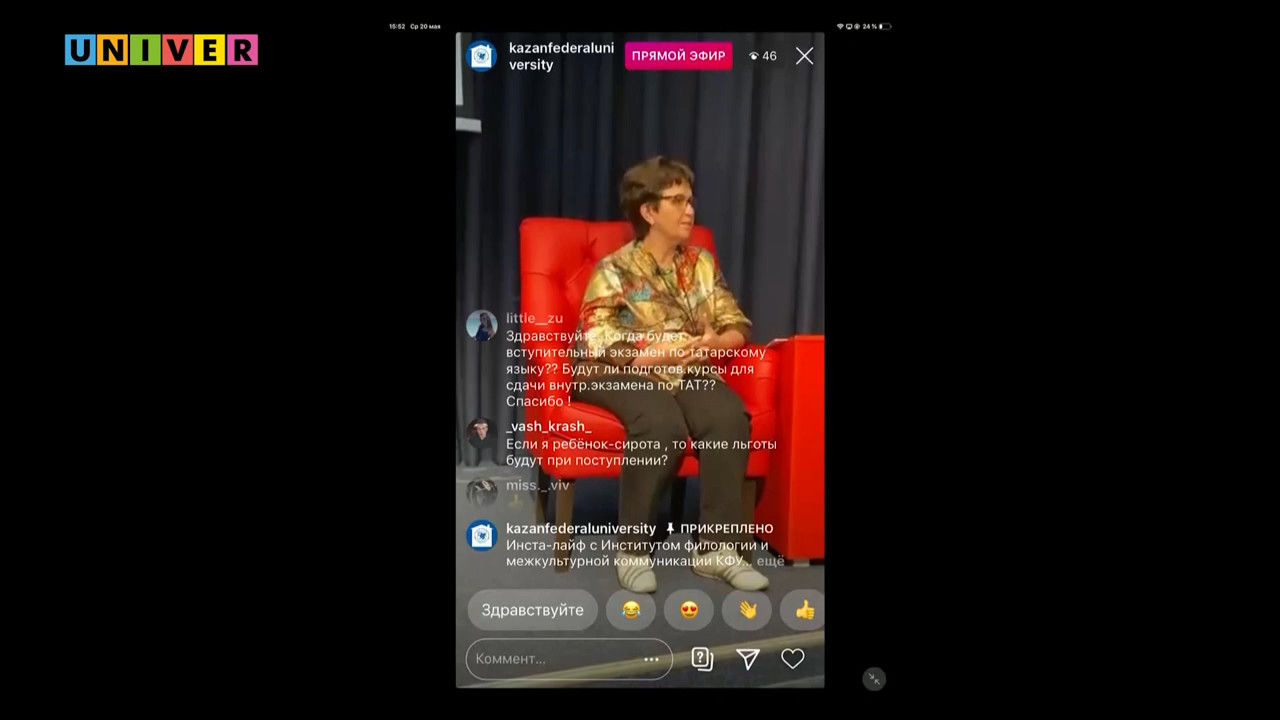 UNIVER
15:52 Ср 20 мая
24 %
kazanfederaluni
versity
ПРЯМОЙ ЭФИР
46
little__zu
Здравствуйте. Когда будет
вступительный экзамен по татарскому
языку?? Будут ли подготов.курсы для
сдачи внутр.экзамена по ТАТ??
Спасибо !
_vash_krash_
Если я ребёнок-сирота , то какие льготы
будут при поступлении?
miss._.viv
kazanfederaluniversity ПРИКРЕПЛЕНО
Инста-лайф с Институтом филологии и
межкультурной коммуникации КФУ... ещё
Здравствуйте
Коммент...